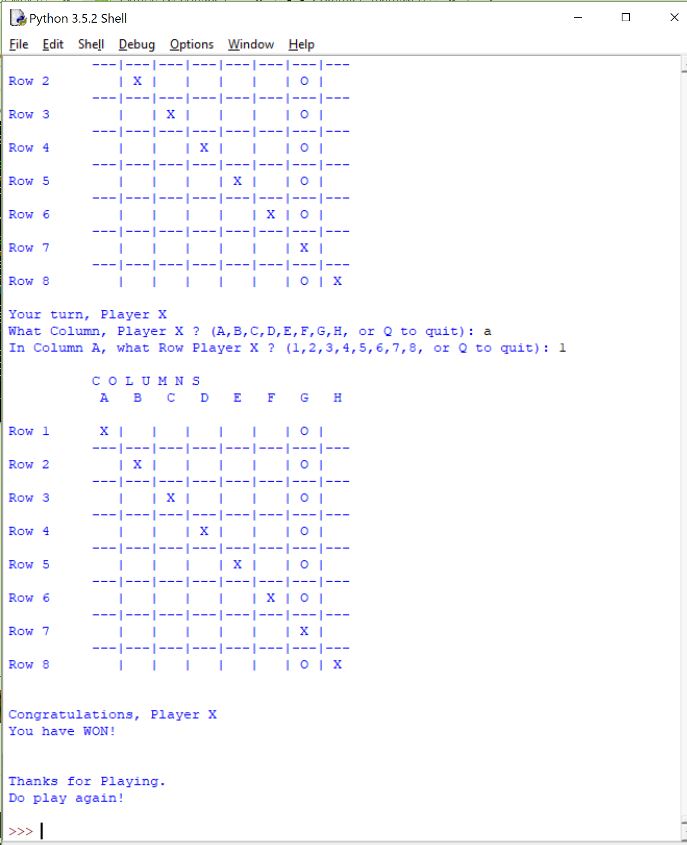 Python 3.5.2 Shell
File Edit Shell Debug Options Window Help
---|---|---|---|---|---|---|---
Row 2         | X |   |   |   |   | O |
---|---|---|---|---|---|---|---
Row 3         |   | X |   |   |   | O |
---|---|---|---|---|---|---|---
Row 4         |   |   | X |   |   | O |
---|---|---|---|---|---|---|---
Row 5         |   |   |   | X |   | O |
---|---|---|---|---|---|---|---
Row 6         |   |   |   |   | X | O |
---|---|---|---|---|---|---|---
Row 7         |   |   |   |   |   | X |
---|---|---|---|---|---|---|---
Row 8         |   |   |   |   |   | O | X
Your turn, Player X
What Column, Player X ? (A,B,C,D,E,F,G,H, or Q to quit): a
In Column A, what Row Player X ? (1,2,3,4,5,6,7,8, or Q to quit): 1
C O L U M N S
A   B   C   D   E   F   G   H
Row 1       X |   |   |   |   |   | O |
---|---|---|---|---|---|---|---
Row 2         | X |   |   |   |   | O |
---|---|---|---|---|---|---|---
Row 3         |   | X |   |   |   | O |
---|---|---|---|---|---|---|---
Row 4         |   |   | X |   |   | O |
---|---|---|---|---|---|---|---
Row 5         |   |   |   | X |   | O |
---|---|---|---|---|---|---|---
Row 6         |   |   |   |   | X | O |
---|---|---|---|---|---|---|---
Row 7         |   |   |   |   |   | X |
---|---|---|---|---|---|---|---
Row 8         |   |   |   |   |   | O | X
Congratulations, Player X
You have WON!
Thanks for Playing.
Do play again!
>>>